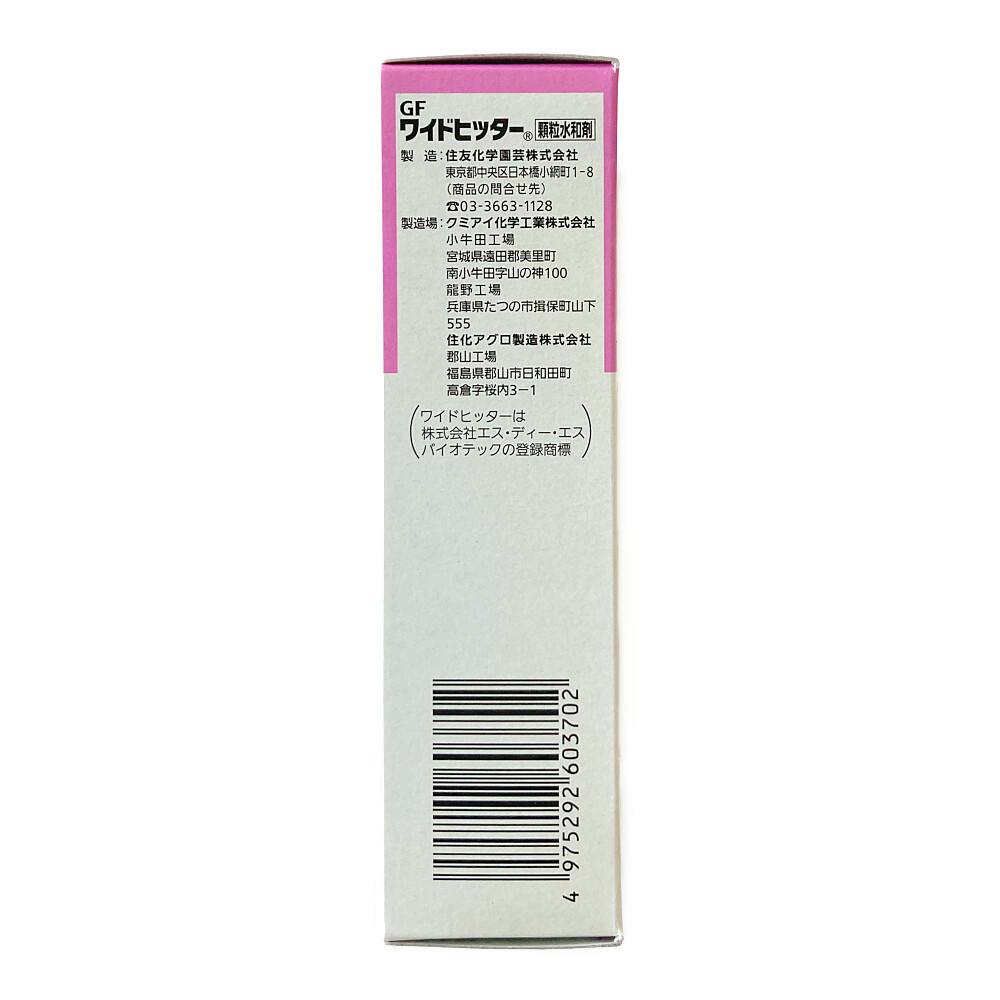 GF
ワイドヒッター® 顆粒水和剤
製 造:住友化学園芸株式会社
東京都中央区日本橋小網町1-8
(商品の問合せ先)
☎03-3663-1128
製造場:クミアイ化学工業株式会社
小牛田工場
宮城県遠田郡美里町
南小牛田字山の神100
龍野工場
兵庫県たつの市揖保町山下
555
住化アグロ製造株式会社
郡山工場
福島県郡山市日和田町
高倉字桜内3-1
(ワイドヒッターは
株式会社エス・ディー・エス
バイオテックの登録商標)
4 975292 603702